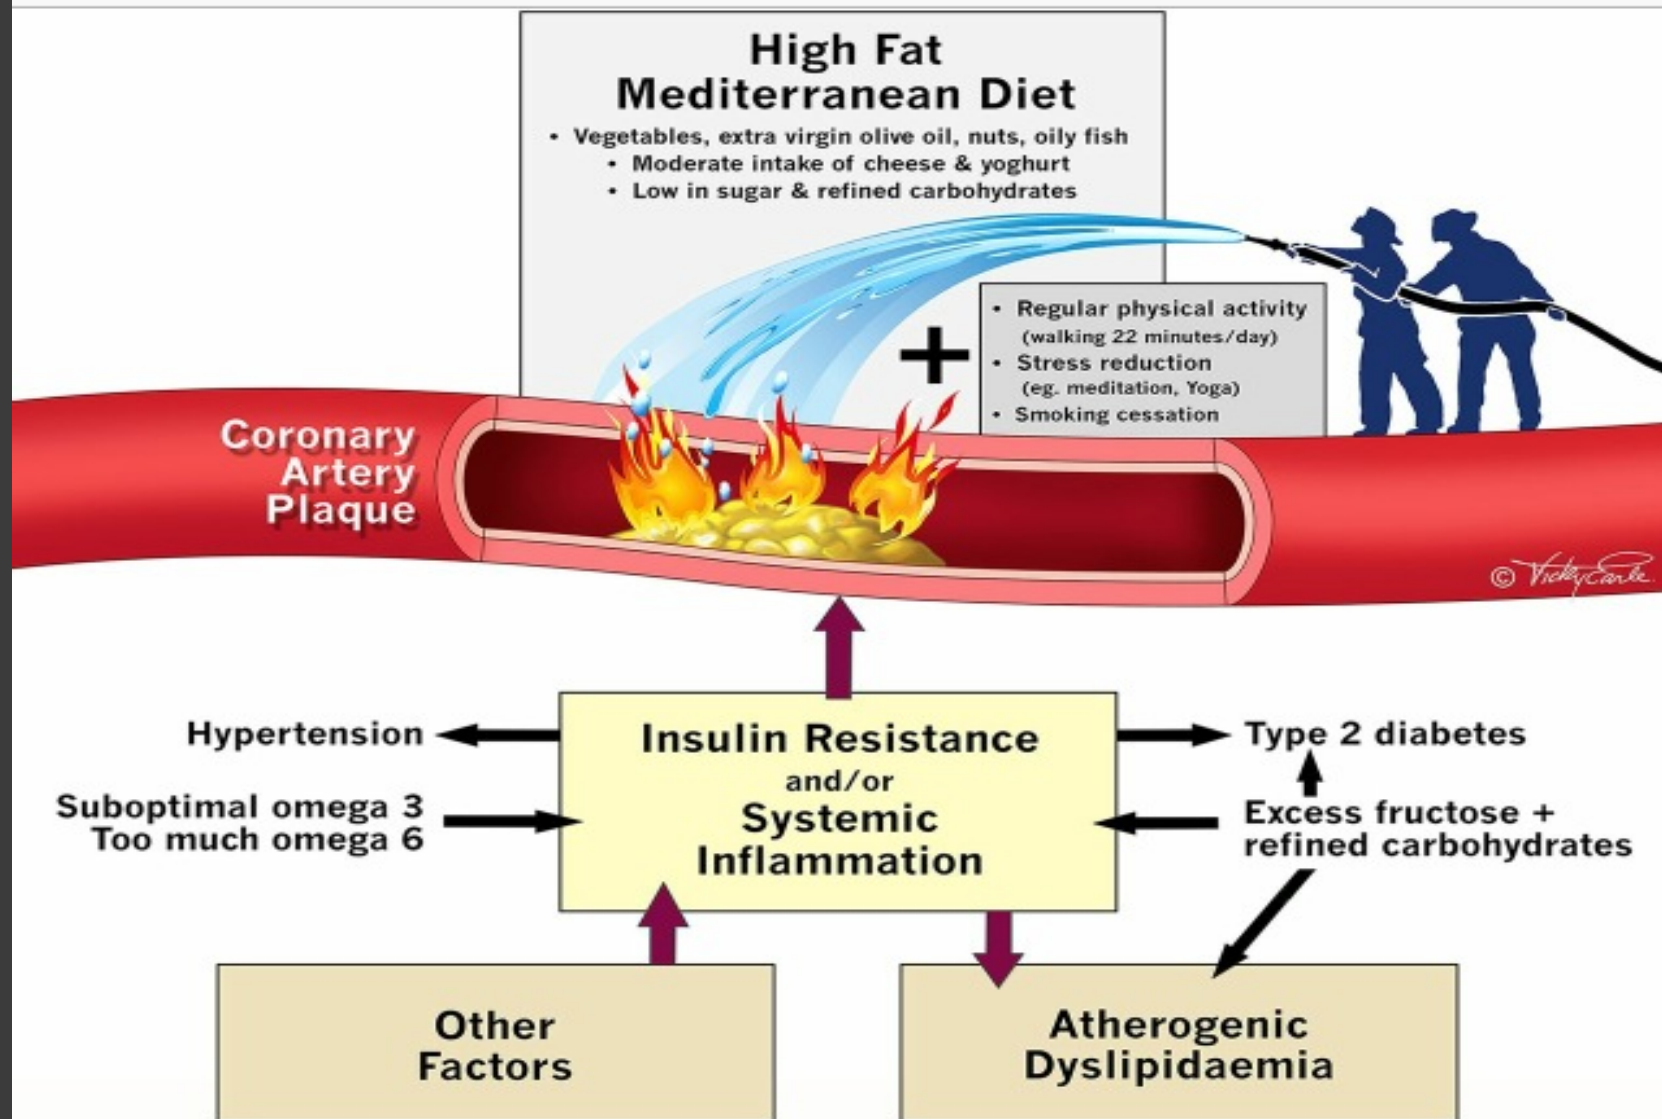 High Fat
Mediterranean Diet
• Vegetables, extra virgin olive oil, nuts, oily fish
• Moderate intake of cheese & yoghurt
• Low in sugar & refined carbohydrates
+
• Regular physical activity
(walking 22 minutes/day)
• Stress reduction
(eg. meditation, Yoga)
• Smoking cessation
Coronary
Artery
Plaque
© Vicky Earle
Insulin Resistance
and/or
Systemic
Inflammation
Hypertension
Suboptimal omega 3
Too much omega 6
Type 2 diabetes
Excess fructose +
refined carbohydrates
Other
Factors
Atherogenic
Dyslipidaemia